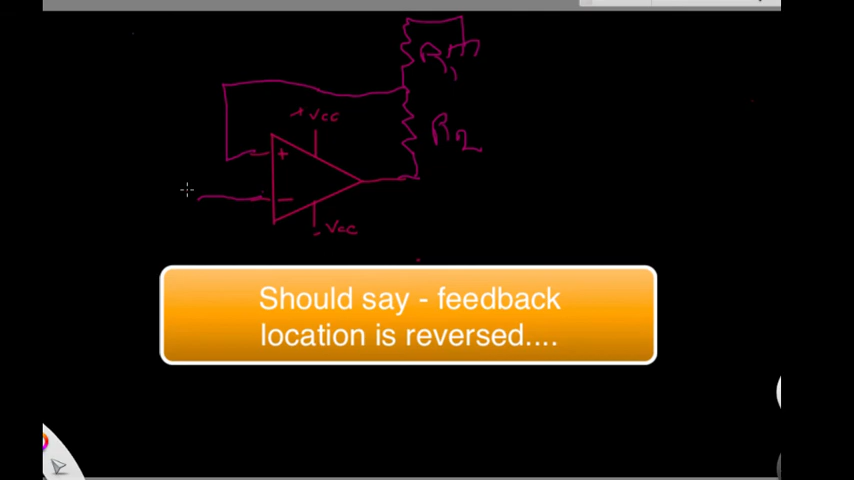 R1
+Vcc
R2
+
-
-Vcc
Should say - feedback
location is reversed....